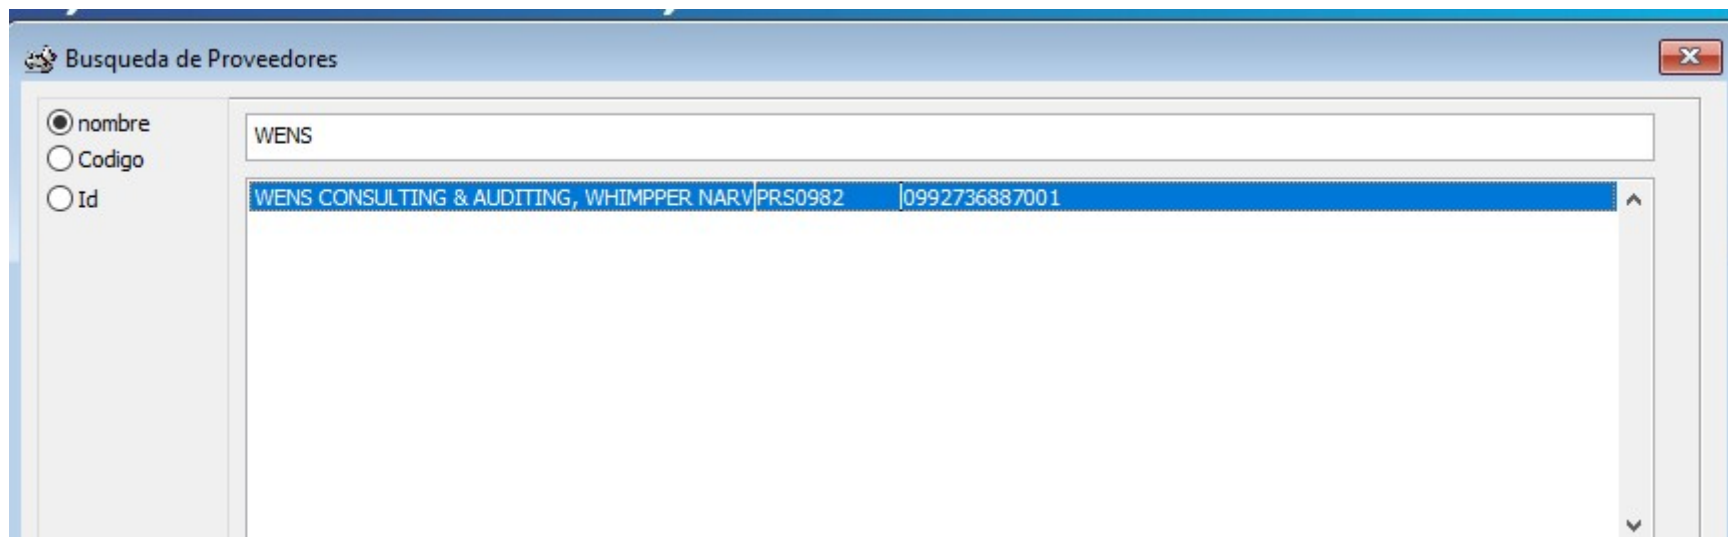 Busqueda de Proveedores
nombre
WENS
Codigo
Id
WENS CONSULTING & AUDITING, WHIMPPER NARV PRS0982 0992736887001